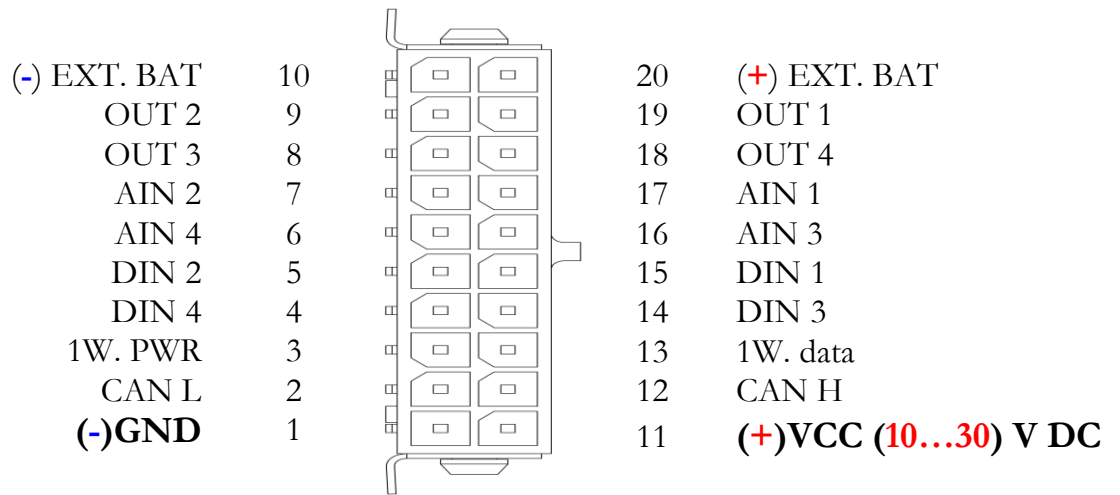 (-) EXT. BAT 10 20 (+) EXT. BAT
OUT 2 9 19 OUT 1
OUT 3 8 18 OUT 4
AIN 2 7 17 AIN 1
AIN 4 6 16 AIN 3
DIN 2 5 15 DIN 1
DIN 4 4 14 DIN 3
1W. PWR 3 13 1W. data
CAN L 2 12 CAN H
(-)GND 1 11 (+)VCC (10…30) V DC